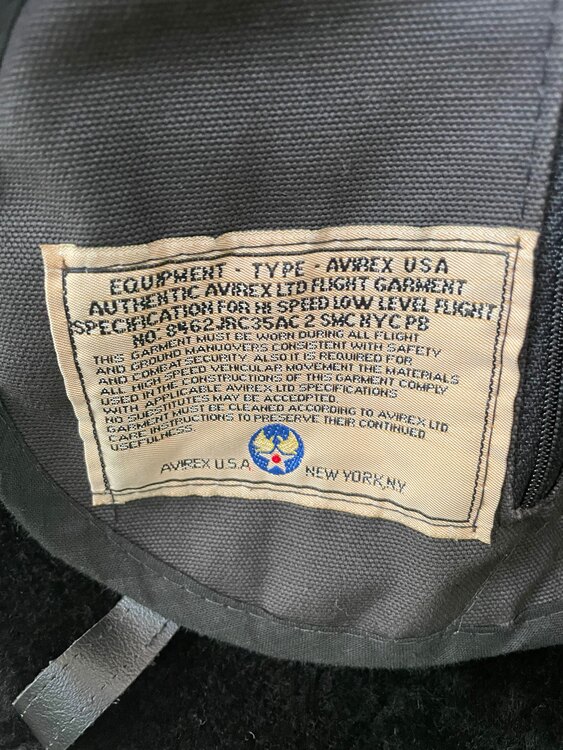 EQUIPMENT - TYPE - AVIREX USA
AUTHENTIC AVIREX LTD FLIGHT GARMENT
SPECIFICATION FOR HI SPEED LOW LEVEL FLIGHT
NO. 8462JRC35AC 2 SMC NYC P8
THIS GARMENT MUST BE WORN DURING ALL FLIGHT
AND GROUND MANUOVERS CONSISTENT WITH SAFETY
AND COMBAT SECURITY. ALSO IT IS REQUIRED FOR
ALL HIGH SPEED VEHICULAR MOVEMENT THE MATERIALS
USED IN THE CONSTRUCTIONS OF THIS GARMENT COMPLY
WITH APPLICABLE AVIREX LTD SPECIFICATIONS
NO SUBSTITUTIES MAY BE ACCEOPTED.
GARMENT MUST BE CLEANED ACCORDING TO AVIREX LTD
CARE INSTRUCTIONS TO PRESERVE THEIR CONTINUED
USEFULNESS.
AVIREX U.S.A NEW YORK,N.Y.